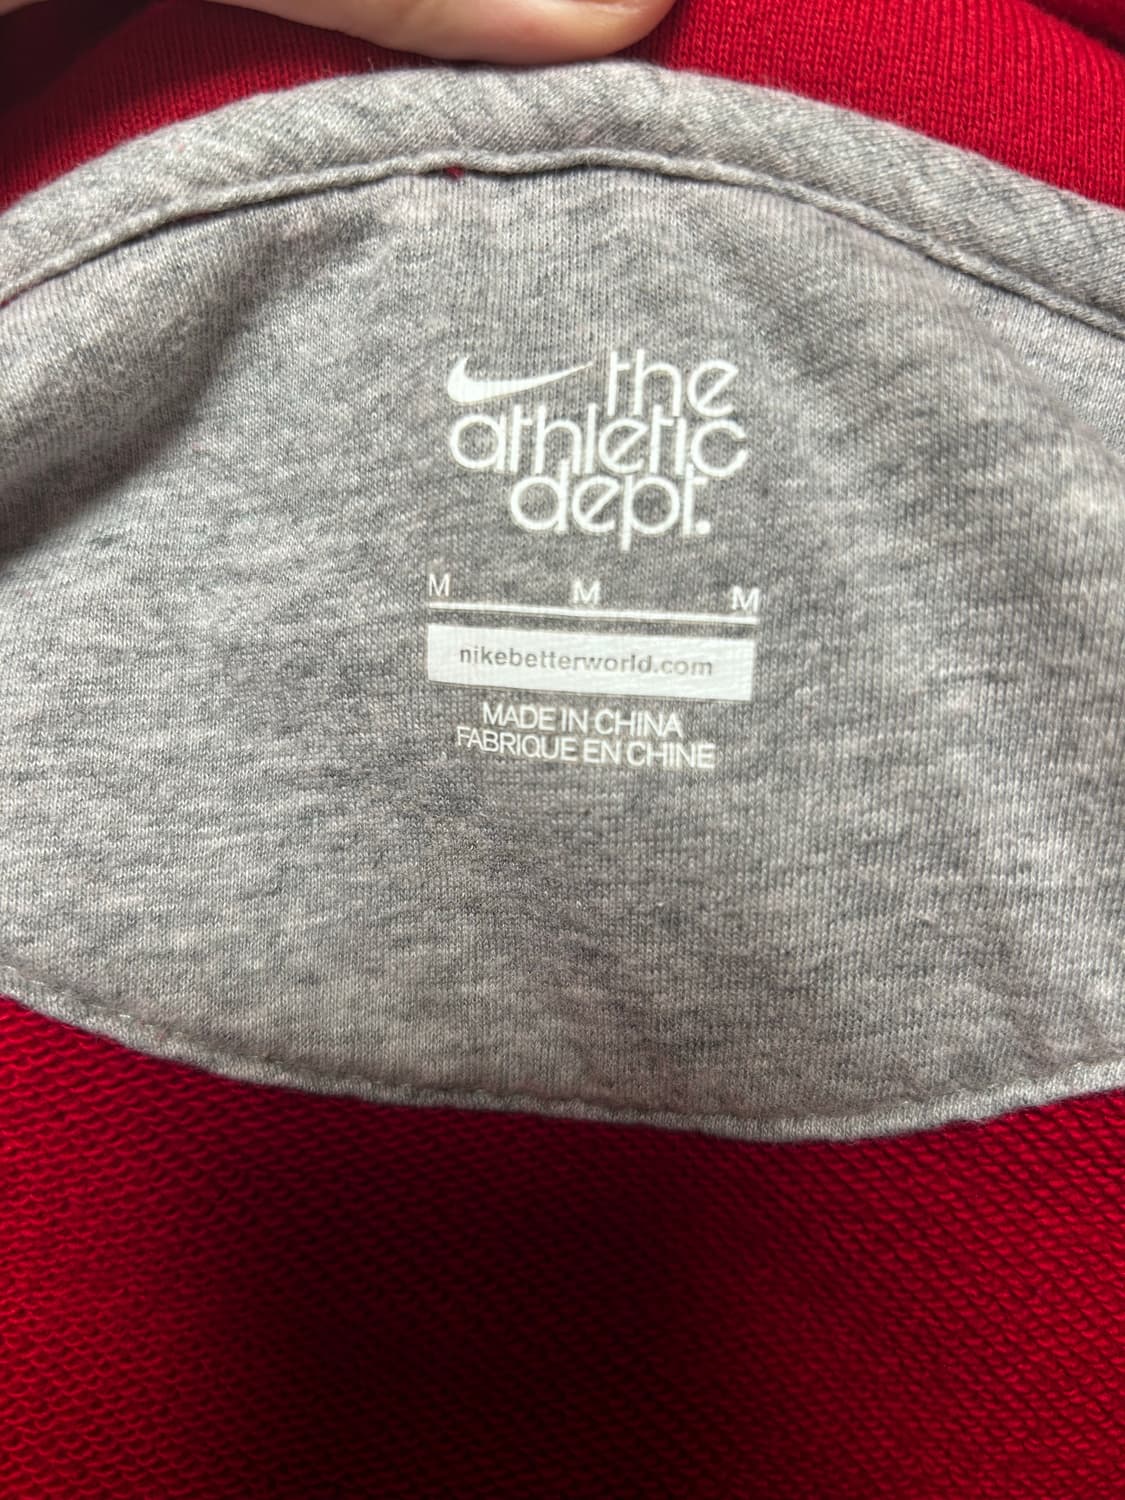 the
athletic
dept.
M M M
nikebetterworld.com
MADE IN CHINA
FABRIQUE EN CHINE